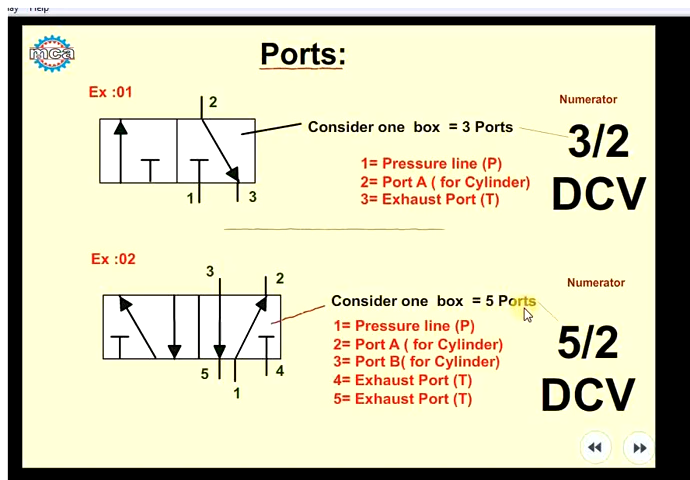 Help
mca
Ports:
Ex :01
Numerator
2
Consider one box = 3 Ports
3/2
1= Pressure line (P)
2= Port A ( for Cylinder)
DCV
1
3
3= Exhaust Port (T)
Ex :02
3
2
Numerator
Consider one box = 5 Ports
1= Pressure line (P)
5/2
2= Port A ( for Cylinder)
3= Port B( for Cylinder)
5
4
4= Exhaust Port (T)
1
5= Exhaust Port (T)
DCV